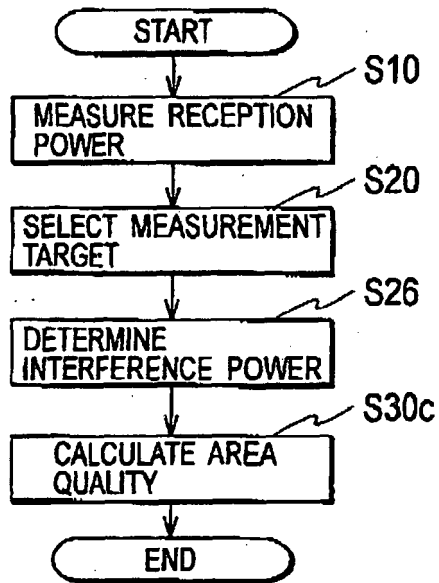 START
S10
MEASURE RECEPTION
POWER
S20
SELECT MEASUREMENT
TARGET
S26
DETERMINE
INTERFERENCE POWER
S30c
CALCULATE AREA
QUALITY
END